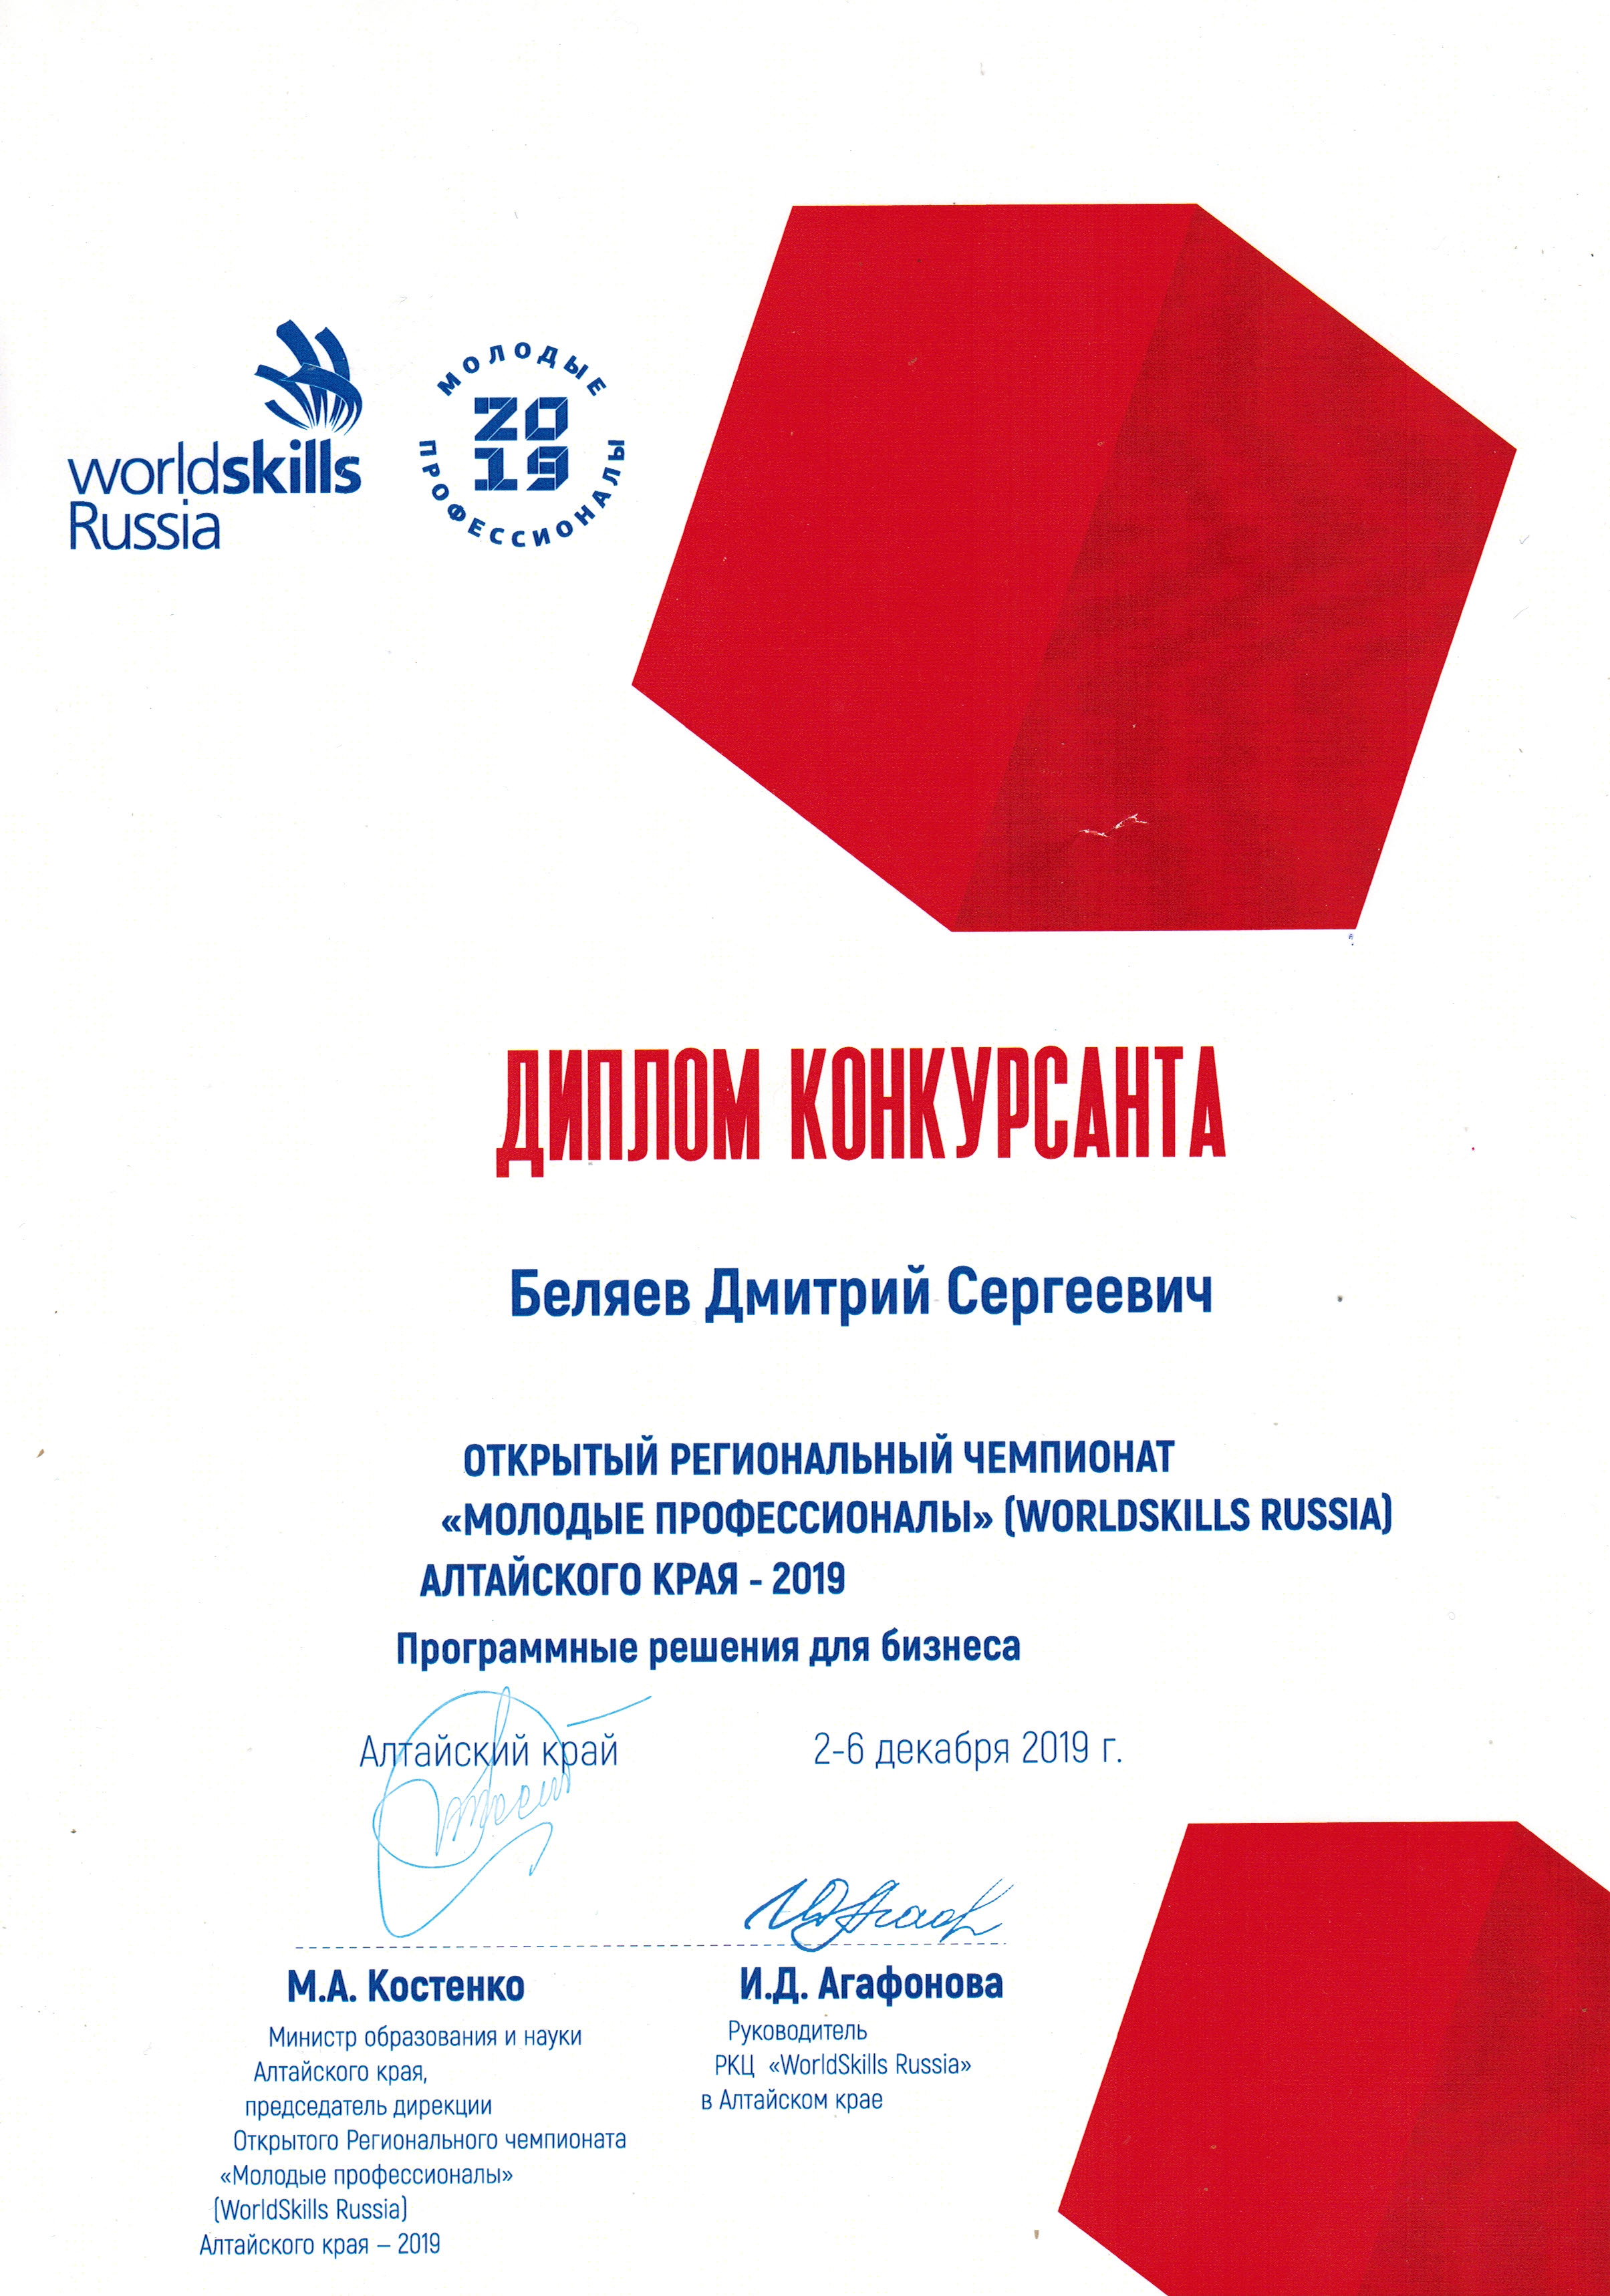 worldskills
Russia
МОЛОДЫЕ
2019
ПРОФЕССИОНАЛЫ
ДИПЛОМ КОНКУРСАНТА
Беляев Дмитрий Сергеевич
ОТКРЫТЫЙ РЕГИОНАЛЬНЫЙ ЧЕМПИОНАТ
«МОЛОДЫЕ ПРОФЕССИОНАЛЫ» (WORLDSKILLS RUSSIA)
АЛТАЙСКОГО КРАЯ - 2019
Программные решения для бизнеса
Алтайский край 2-6 декабря 2019 г.
М.А. Костенко
Министр образования и науки
Алтайского края,
председатель дирекции
Открытого Регионального чемпионата
«Молодые профессионалы»
(WorldSkills Russia)
Алтайского края – 2019
И.Д. Агафонова
Руководитель
РКЦ «WorldSkills Russia»
в Алтайском крае